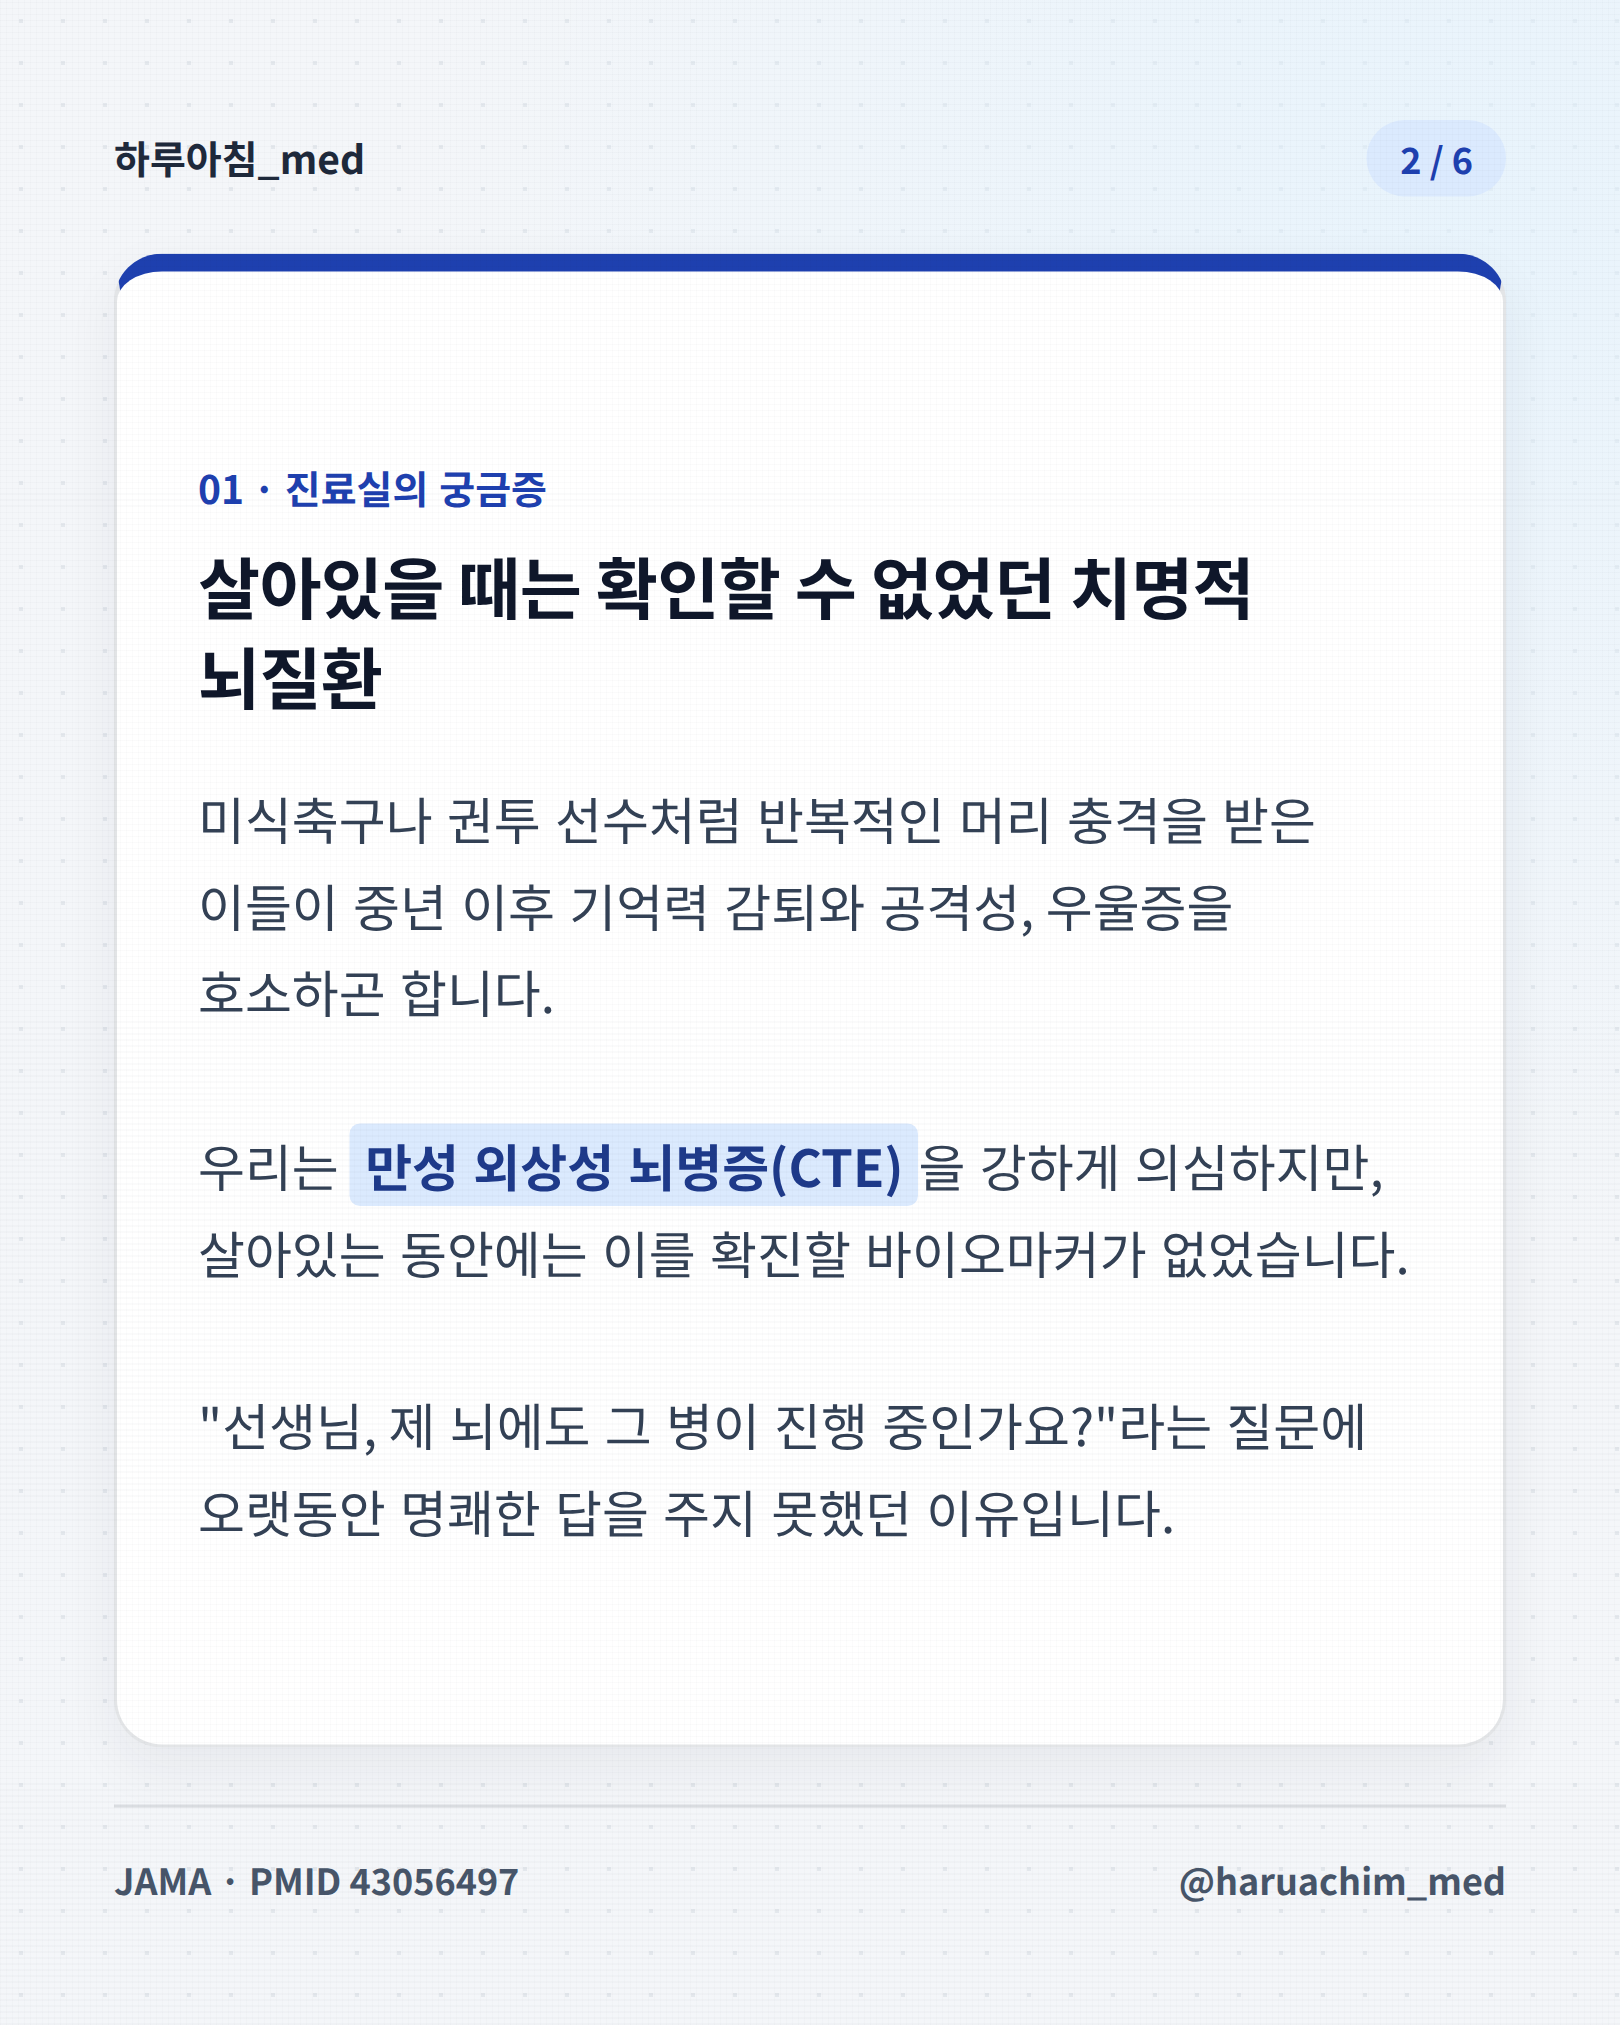 하루아침_med
2 / 6
01 · 진료실의 궁금증
살아있을 때는 확인할 수 없었던 치명적
뇌질환
미식축구나 권투 선수처럼 반복적인 머리 충격을 받은
이들이 중년 이후 기억력 감퇴와 공격성, 우울증을
호소하곤 합니다.
우리는 만성 외상성 뇌병증(CTE)을 강하게 의심하지만,
살아있는 동안에는 이를 확진할 바이오마커가 없었습니다.
"선생님, 제 뇌에도 그 병이 진행 중인가요?"라는 질문에
오랫동안 명쾌한 답을 주지 못했던 이유입니다.
JAMA · PMID 43056497
@haruachim_med